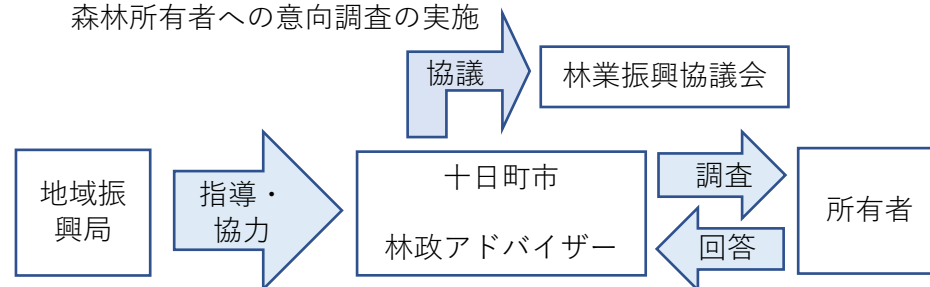 森林所有者への意向調査の実施
協議
林業振興協議会
地域振
興局
指導・
協力
十日町市
林政アドバイザー
調査
回答
所有者